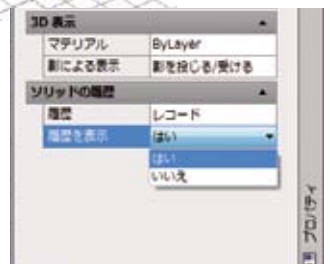 3D 表示
マテリアル ByLayer
影による表示 影を投じる/受ける
ソリッドの履歴
履歴 レコード
履歴を表示 はい
はい
いいえ
プロパティ